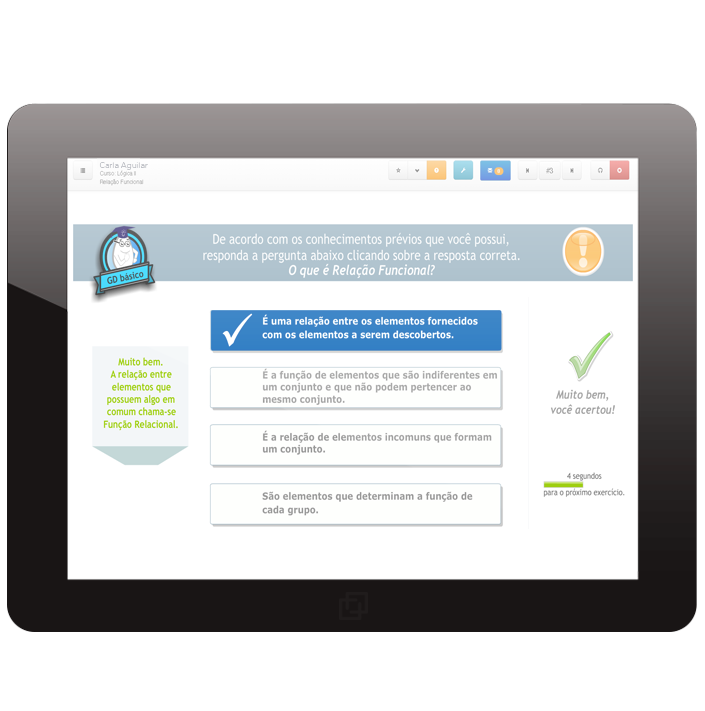 Carla Aguilar
Curso: Lógica II
Relação Funcional
De acordo com os conhecimentos prévios que você possui,
responda a pergunta abaixo clicando sobre a resposta correta.
O que é Relação Funcional?
GD básico
É uma relação entre os elementos fornecidos
com os elementos a serem descobertos.
É a função de elementos que são indiferentes em
um conjunto e que não podem pertencer ao
mesmo conjunto.
É a relação de elementos incomuns que formam
um conjunto.
São elementos que determinam a função de
cada grupo.
Muito bem.
A relação entre
elementos que
possuem algo em
comum chama-se
Função Relacional.
Muito bem,
você acertou!
4 segundos
para o próximo exercício.